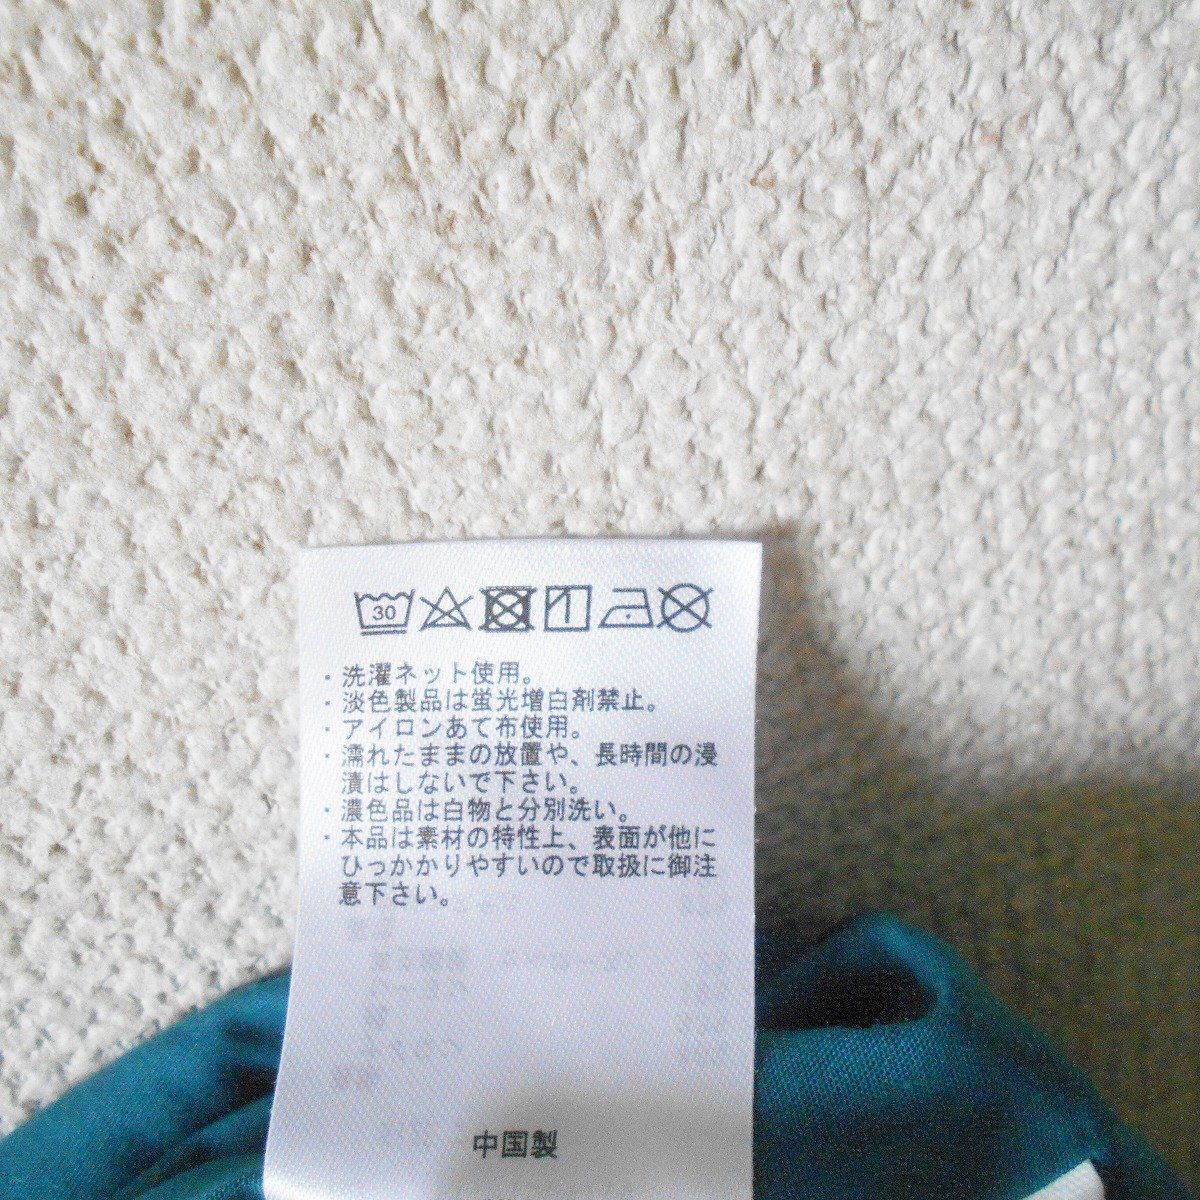 30
・洗濯ネット使用。
・淡色製品は蛍光増白剤禁止。
・アイロンあて布使用。
・濡れたままの放置や、長時間の浸
漬はしないで下さい。
・濃色品は白物と分別洗い。
・本品は素材の特性上、表面が他に
ひっかかりやすいので取扱に御注
意下さい。
中国製